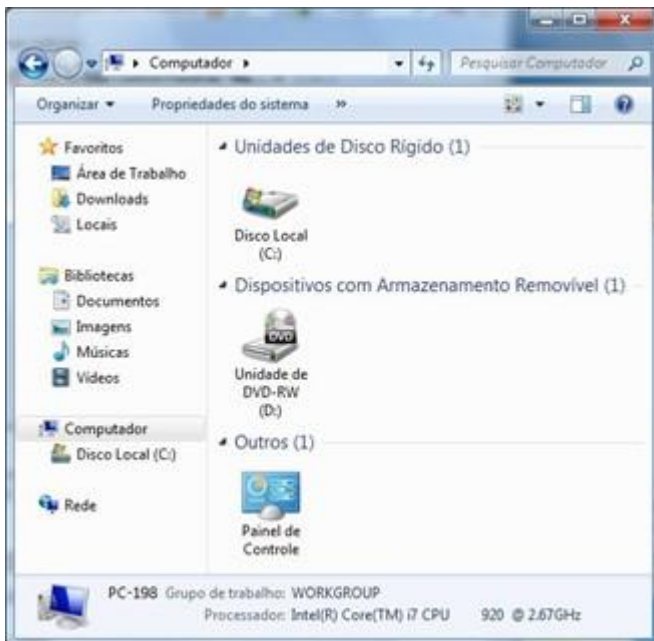 Computador
Pesquisar Computador
Organizar
Propriedades do sistema
»
Favoritos
Área de Trabalho
Downloads
Locais
Bibliotecas
Documentos
Imagens
Músicas
Vídeos
Computador
Disco Local (C:)
Rede
Unidades de Disco Rígido (1)
Disco Local
(C:)
Dispositivos com Armazenamento Removível (1)
DVD
Unidade de
DVD-RW
(D:)
Outros (1)
Painel de
Controle
PC-198 Grupo de trabalho: WORKGROUP
Processador: Intel(R) Core(TM) i7 CPU 920 @ 2.67GHz